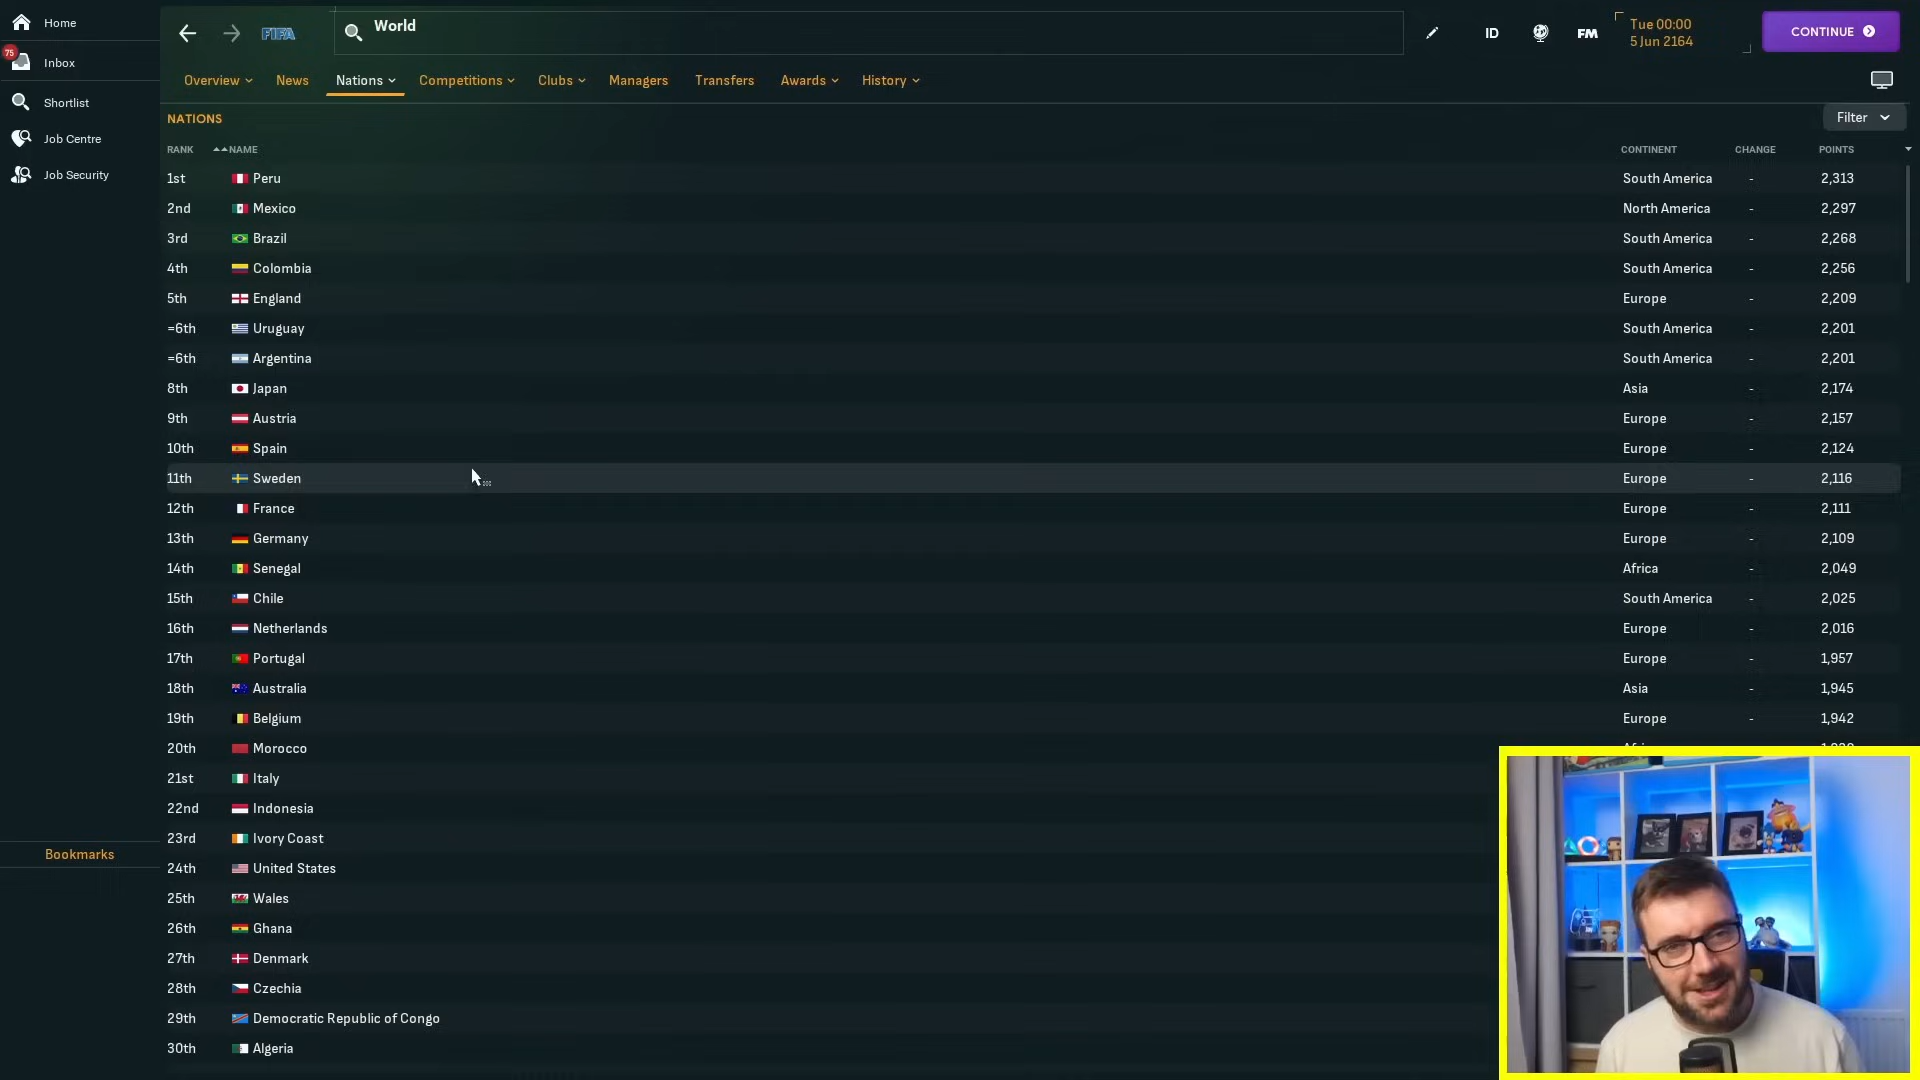 Home
75
Inbox
Shortlist
Job Centre
Job Security
Bookmarks
FIFA
World
ID
FM
Tue 00:00
5 Jun 2164
CONTINUE
Overview News Nations Competitions Clubs Managers Transfers Awards History
NATIONS
Filter
RANK NAME CONTINENT CHANGE POINTS
1st Peru South America - 2,313
2nd Mexico North America - 2,297
3rd Brazil South America - 2,268
4th Colombia South America - 2,256
5th England Europe - 2,209
=6th Uruguay South America - 2,201
=6th Argentina South America - 2,201
8th Japan Asia - 2,174
9th Austria Europe - 2,157
10th Spain Europe - 2,124
11th Sweden Europe - 2,116
12th France Europe - 2,111
13th Germany Europe - 2,109
14th Senegal Africa - 2,049
15th Chile South America - 2,025
16th Netherlands Europe - 2,016
17th Portugal Europe - 1,957
18th Australia Asia - 1,945
19th Belgium Europe - 1,942
20th Morocco
21st Italy
22nd Indonesia
23rd Ivory Coast
24th United States
25th Wales
26th Ghana
27th Denmark
28th Czechia
29th Democratic Republic of Congo
30th Algeria